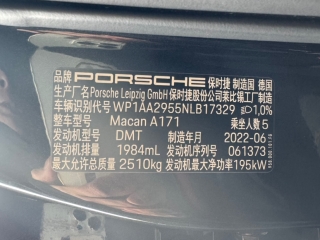 品牌 PORSCHE 保时捷 制造国 德国
生产厂名 Porsche Leipzig GmbH 保时捷股份公司莱比锡工厂制造
车辆识别代号 WP1AA2955NLB17329 1,0%
整车型号 Macan A171 乘坐人数 5
发动机型号 DMT 制造年月 2022-06
发动机排量 1984mL 发动机序列号 061373
最大允许总质量 2510kg 发动机最大净功率 195kW